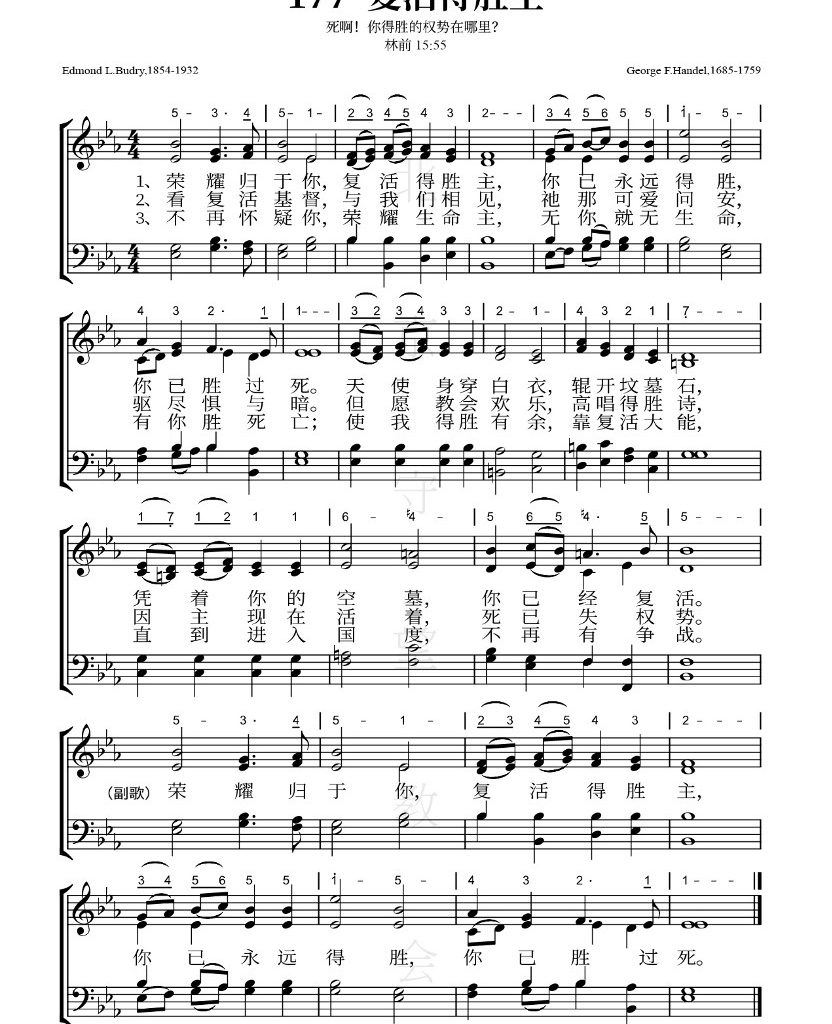 177 复活得胜主
死啊！你得胜的权势在哪里？
林前 15:55
Edmond L.Budry,1854-1932 George F.Handel,1685-1759
5 - 3· 4 | 5 - 1 - | 2 3 4 5 4 3 | 2 - - - | 3 4 5 6 5 5 | 1 - 5 -
1、荣耀归于你，复活得胜主，你已永远得胜，
2、看复活基督，与我们相见，祂那可爱问安，
3、不再怀疑你，荣耀生命主，无你就无生命，
4 3 2· 1 | 1 - - - | 3 2 3 4 3 3 | 2 - 1 - | 4 3 2 1 | 7 - - -
你已胜过死。天使身穿白衣，辊开坟墓石，
驱尽惧与暗。但愿教会欢乐，高唱得胜诗，
有你胜死亡；使我得胜有余，靠复活大能，
1 7 1 2 1 1 | 6 - ♮4 - | 5 6 5 ♮4· 5 | 5 - - -
凭着你的空墓，你已经复活。
因主现在活着，死已失权势。
直到进入国度，不再有争战。
5 - 3· 4 | 5 - 1 - | 2 3 4 5 4 3 | 2 - - -
（副歌）荣耀归于你，复活得胜主，
3 4 5 6 5 5 | 1 - 5 - | 4 3 2· 1 | 1 - - -
你已永远得胜，你已胜过死。
守望教会